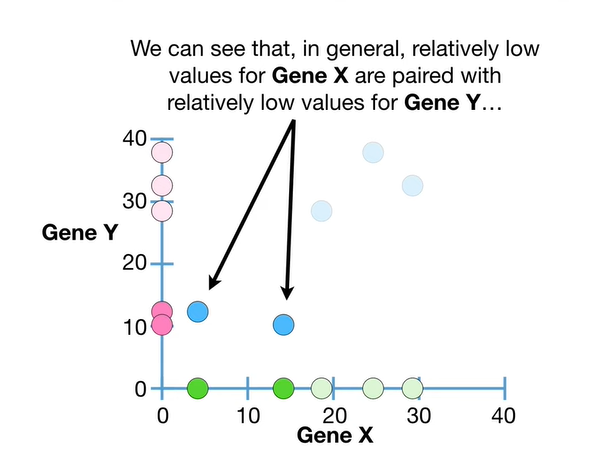 We can see that, in general, relatively low
values for Gene X are paired with
relatively low values for Gene Y…
40
30
Gene Y
20
10
0
0 10 20 30 40
Gene X